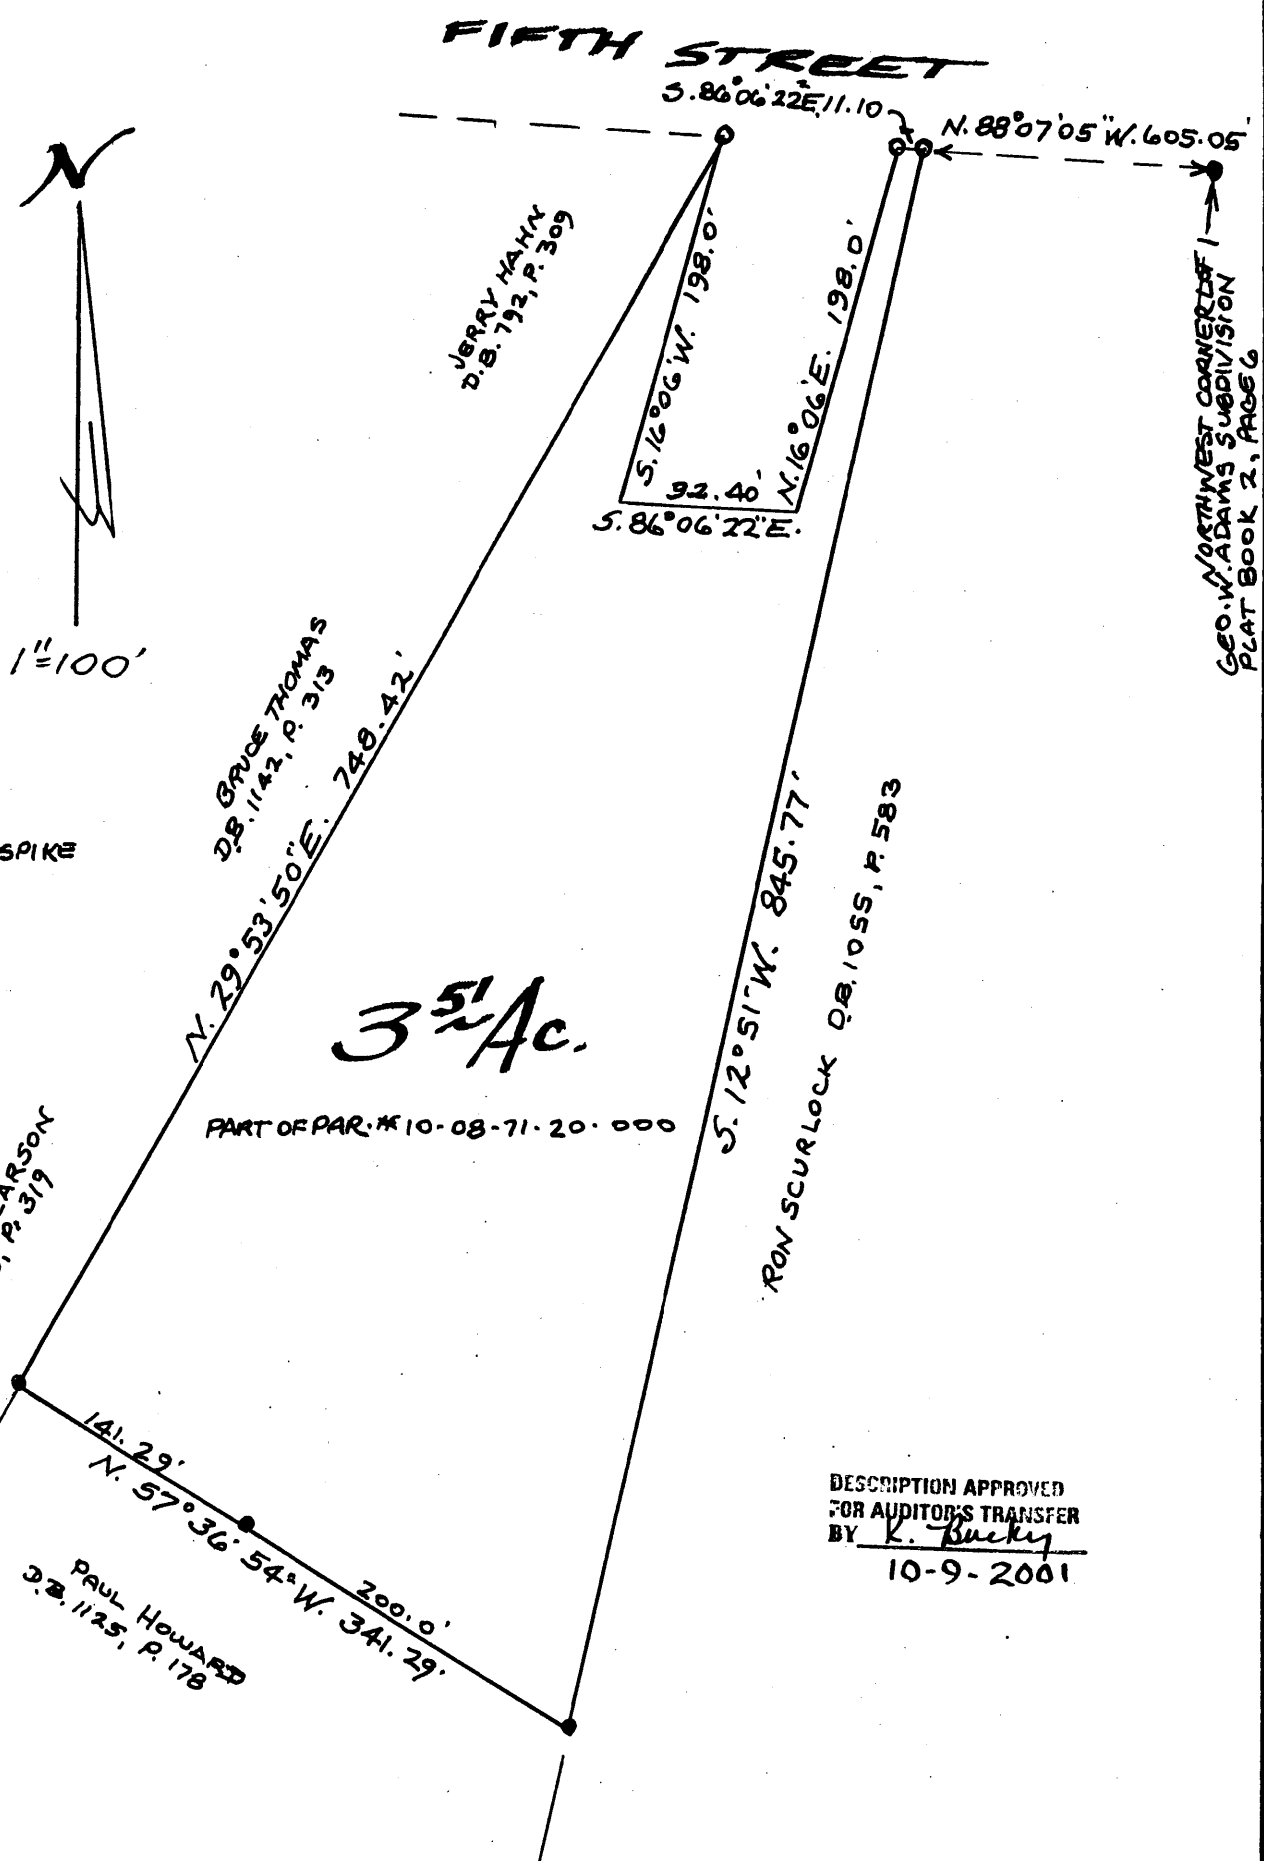 FIFTH STREET
S. 86°06'22"E, 11.10
N. 88°07'05"W. 605.05'
N
1"=100'
JERRY HAHN
D.B. 792, P. 309
S. 16°06'W. 198.0'
N. 16°06'E. 198.0'
92.40'
S. 86°06'22"E.
NORTHWEST CORNER LOT 1
GEO. W. ADAMS SUBDIVISION
PLAT BOOK 2, PAGE 6
BRUCE THOMAS
D.B. 1142, P. 313
N. 29°53'50"E. 748.42'
SPIKE
S. 12°51'W. 845.77'
RON SCURLOCK D.B. 1055, P. 583
3 51 Ac.
PART OF PAR.# 10-08-71-20.000
EARSON
, P. 319
141.29'
200.0'
N. 57°36'54"W. 341.29'
PAUL HOWARD
D.B. 1125, P. 178
DESCRIPTION APPROVED
FOR AUDITOR'S TRANSFER
BY K.
10-9-2001